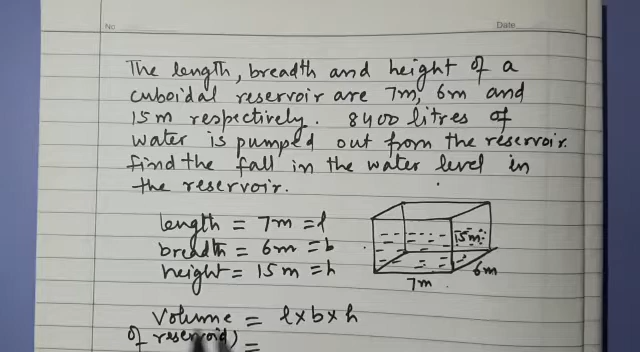 No
Date
The length, breadth and height of a
cuboidal reservoir are 7m, 6m and
15m respectively. 8400 litres of
water is pumped out from the reservoir.
find the fall in the water level in
the reservoir.
length = 7m = l
breadth = 6m = b
height = 15m = h
15m
6m
7m
Volume = l x b x h
of reservoir) =